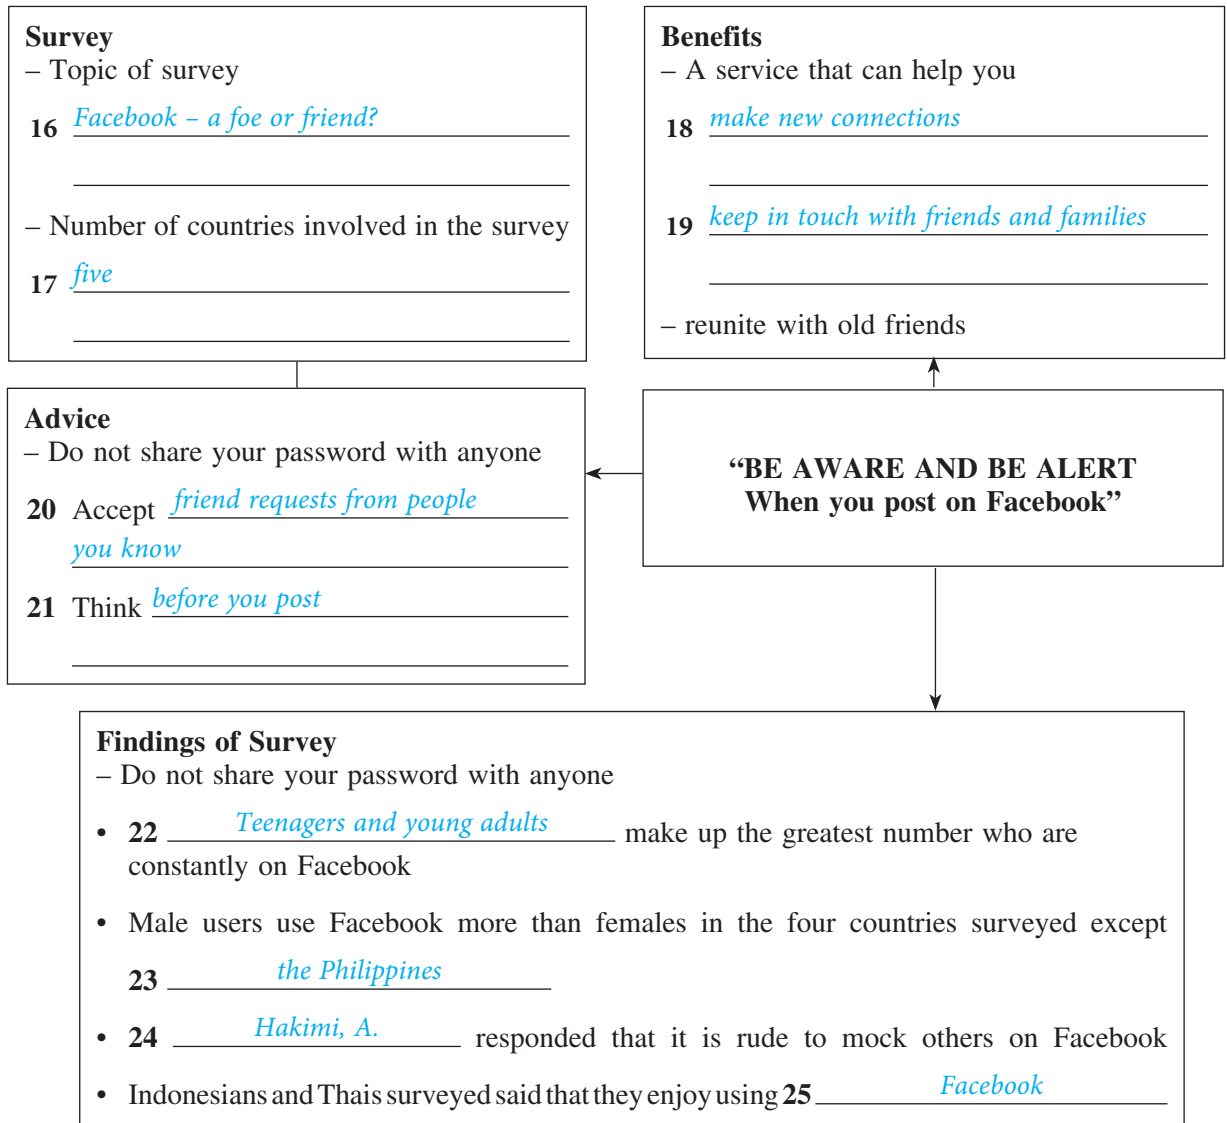 Survey
– Topic of survey
16 Facebook – a foe or friend?
– Number of countries involved in the survey
17 five
Benefits
– A service that can help you
18 make new connections
19 keep in touch with friends and families
– reunite with old friends
Advice
– Do not share your password with anyone
20 Accept friend requests from people
you know
21 Think before you post
“BE AWARE AND BE ALERT
When you post on Facebook”
Findings of Survey
– Do not share your password with anyone
• 22 Teenagers and young adults make up the greatest number who are
constantly on Facebook
• Male users use Facebook more than females in the four countries surveyed except
23 the Philippines
• 24 Hakimi, A. responded that it is rude to mock others on Facebook
• Indonesians and Thais surveyed said that they enjoy using 25 Facebook